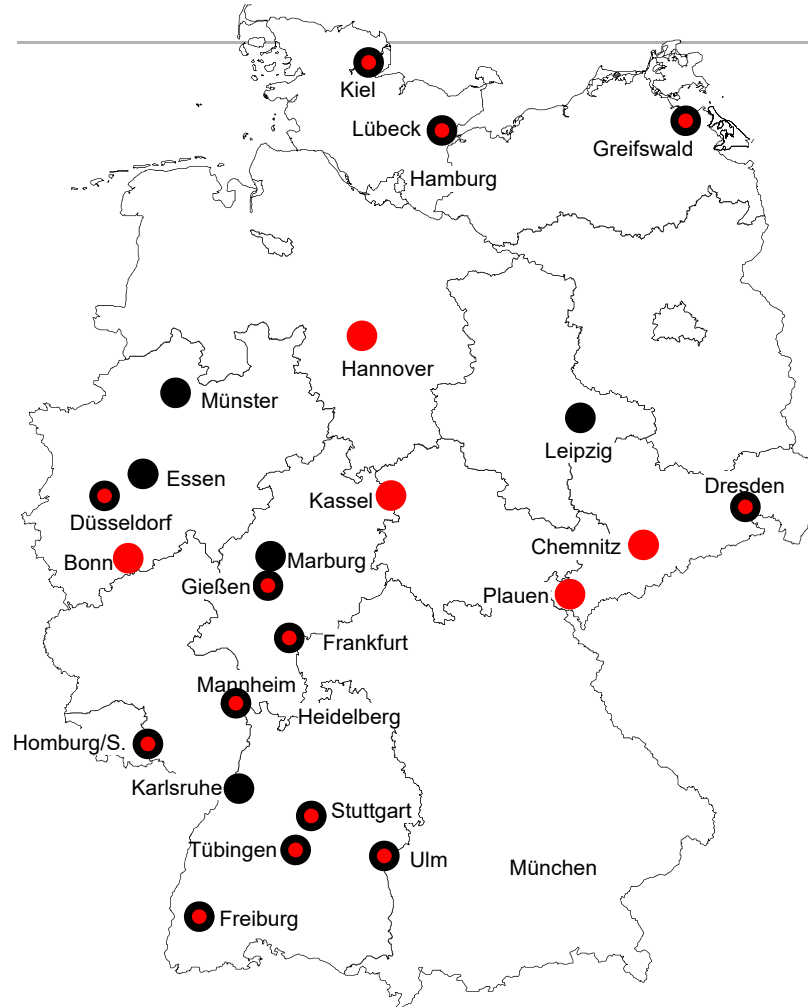 Kiel
Lübeck
Greifswald
Hamburg
Hannover
Münster
Leipzig
Essen
Dresden
Kassel
Düsseldorf
Chemnitz
Bonn
Marburg
Gießen
Plauen
Frankfurt
Mannheim
Heidelberg
Homburg/S.
Karlsruhe
Stuttgart
Tübingen
Ulm
München
Freiburg